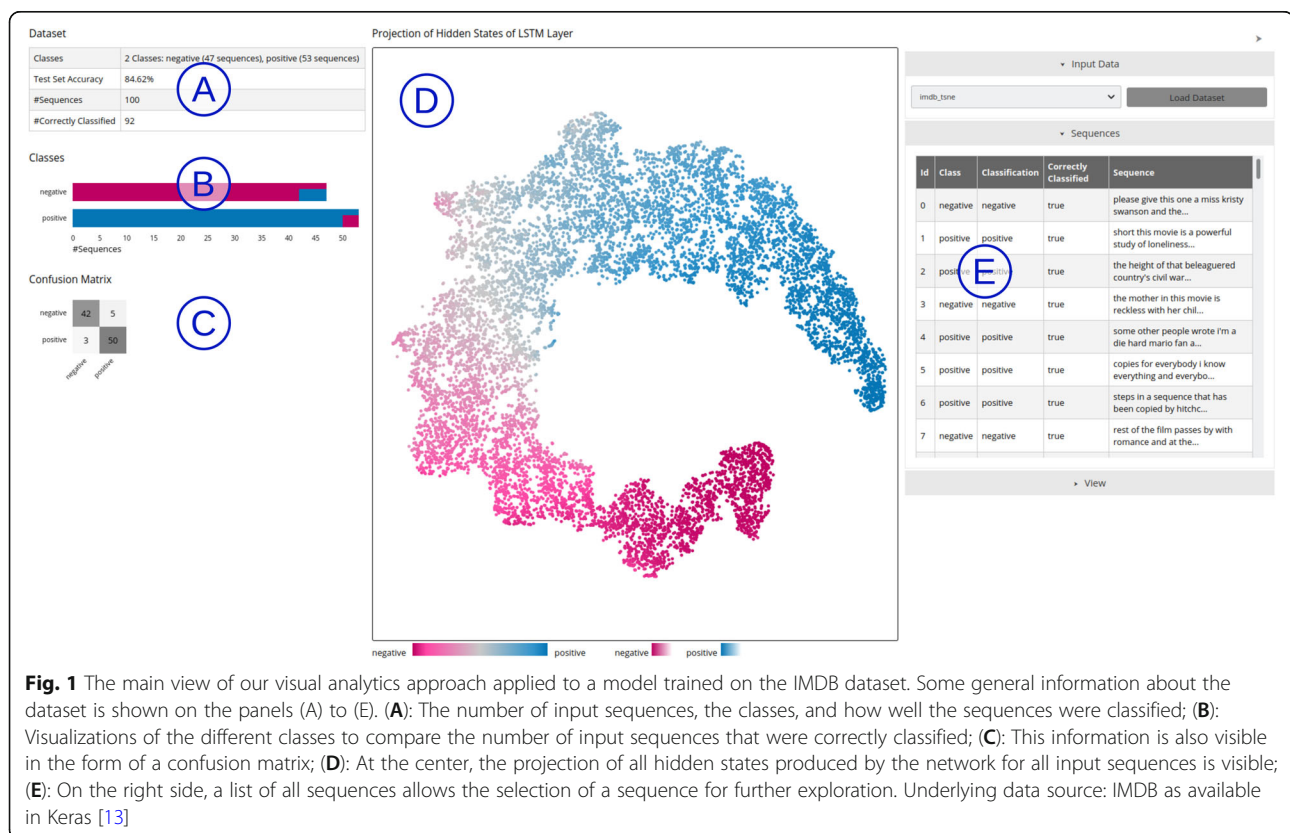 Dataset
Classes 2 Classes: negative (47 sequences), positive (53 sequences)
Test Set Accuracy 84.62%
#Sequences 100
#Correctly Classified 92
A
Classes
negative
positive
B
0 5 10 15 20 25 30 35 40 45 50
#Sequences
Confusion Matrix
negative 42 5
positive 3 50
negative positive
C
Projection of Hidden States of LSTM Layer
D
negative positive negative positive
Input Data
imdb_tsne Load Dataset
Sequences
Id Class Classification Correctly Classified Sequence
0 negative negative true please give this one a miss kristy
swanson and the...
1 positive positive true short this movie is a powerful
study of loneliness...
2 positive positive true the height of that beleaguered
country's civil war...
3 negative negative true the mother in this movie is
reckless with her chil...
4 positive positive true some other people wrote i'm a
die hard mario fan a...
5 positive positive true copies for everybody i know
everything and everybo...
6 positive positive true steps in a sequence that has
been copied by hitchc...
7 negative negative true rest of the film passes by with
romance and at the...
E
View
Fig. 1 The main view of our visual analytics approach applied to a model trained on the IMDB dataset. Some general information about the
dataset is shown on the panels (A) to (E). (A): The number of input sequences, the classes, and how well the sequences were classified; (B):
Visualizations of the different classes to compare the number of input sequences that were correctly classified; (C): This information is also visible
in the form of a confusion matrix; (D): At the center, the projection of all hidden states produced by the network for all input sequences is visible;
(E): On the right side, a list of all sequences allows the selection of a sequence for further exploration. Underlying data source: IMDB as available
in Keras [13]